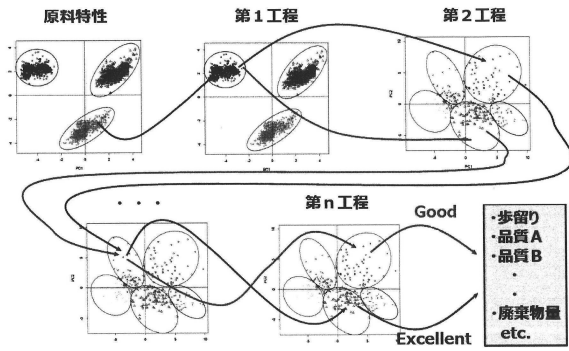 原料特性
第1工程
第2工程
・・・
第n工程
Good
Excellent
・歩留り
・品質A
・品質B
・
・
・廃棄物量
etc.